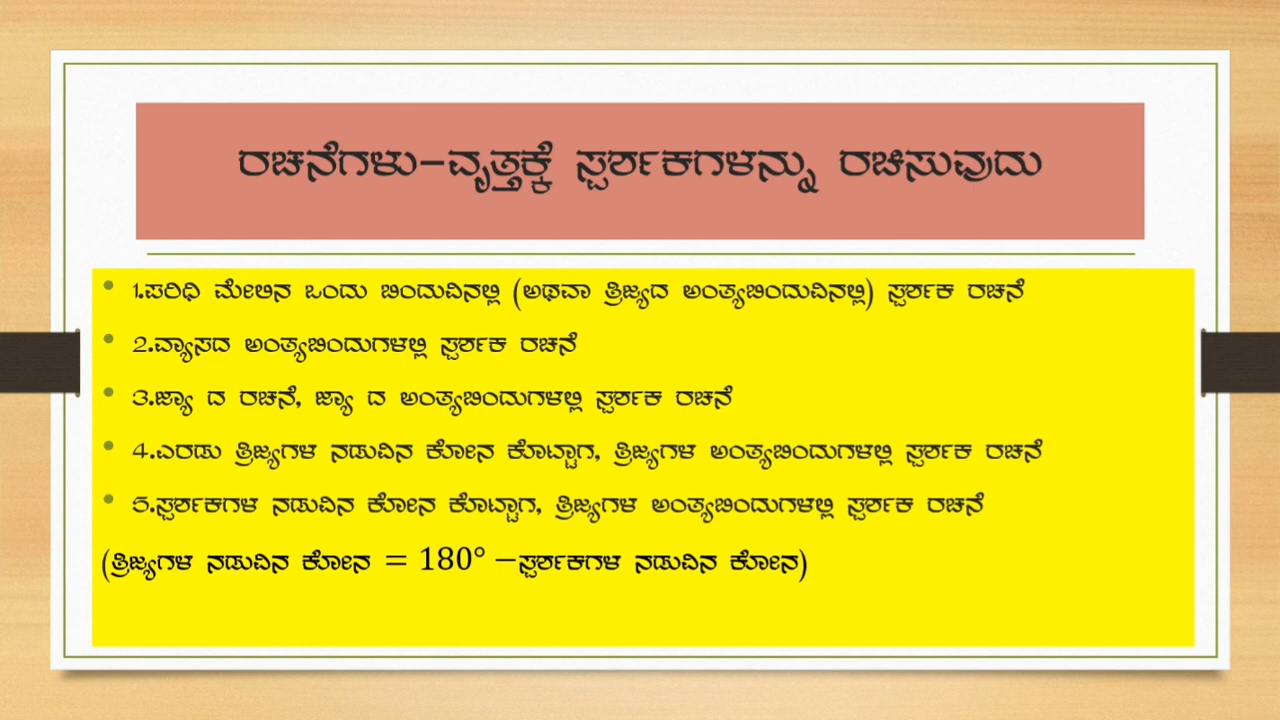 ರಚನೆಗಳು-ವೃತ್ತಕ್ಕೆ ಸ್ಪರ್ಶಕಗಳನ್ನು ರಚಿಸುವುದು
• 1.ಪರಿಧಿ ಮೇಲಿನ ಒಂದು ಬಿಂದುವಿನಲ್ಲಿ (ಅಥವಾ ತ್ರಿಜ್ಯದ ಅಂತ್ಯಬಿಂದುವಿನಲ್ಲಿ) ಸ್ಪರ್ಶಕ ರಚನೆ
• 2.ವ್ಯಾಸದ ಅಂತ್ಯಬಿಂದುಗಳಲ್ಲಿ ಸ್ಪರ್ಶಕ ರಚನೆ
• 3.ಜ್ಯಾ ದ ರಚನೆ, ಜ್ಯಾ ದ ಅಂತ್ಯಬಿಂದುಗಳಲ್ಲಿ ಸ್ಪರ್ಶಕ ರಚನೆ
• 4.ಎರಡು ತ್ರಿಜ್ಯಗಳ ನಡುವಿನ ಕೋನ ಕೊಟ್ಟಾಗ, ತ್ರಿಜ್ಯಗಳ ಅಂತ್ಯಬಿಂದುಗಳಲ್ಲಿ ಸ್ಪರ್ಶಕ ರಚನೆ
• 5.ಸ್ಪರ್ಶಕಗಳ ನಡುವಿನ ಕೋನ ಕೊಟ್ಟಾಗ, ತ್ರಿಜ್ಯಗಳ ಅಂತ್ಯಬಿಂದುಗಳಲ್ಲಿ ಸ್ಪರ್ಶಕ ರಚನೆ
(ತ್ರಿಜ್ಯಗಳ ನಡುವಿನ ಕೋನ = 180° −ಸ್ಪರ್ಶಕಗಳ ನಡುವಿನ ಕೋನ)